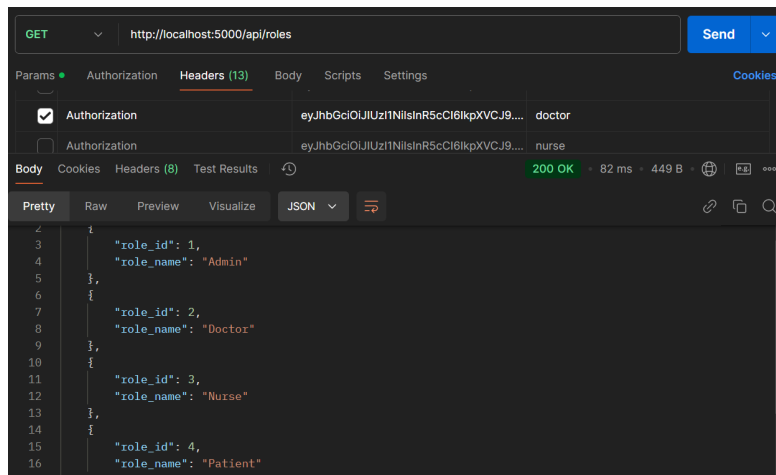 GET http://localhost:5000/api/roles Send
Params Authorization Headers (13) Body Scripts Settings Cookies
Authorization eyJhbGciOiJIUzI1NiIsInR5cCI6IkpXVCJ9.... doctor
Authorization eyJhbGciOiJIUzI1NiIsInR5cCI6IkpXVCJ9.... nurse
Body Cookies Headers (8) Test Results 200 OK • 82 ms • 449 B e.g. ooo
Pretty Raw Preview Visualize JSON
2 {
3 "role_id": 1,
4 "role_name": "Admin"
5 },
6 {
7 "role_id": 2,
8 "role_name": "Doctor"
9 },
10 {
11 "role_id": 3,
12 "role_name": "Nurse"
13 },
14 {
15 "role_id": 4,
16 "role_name": "Patient"